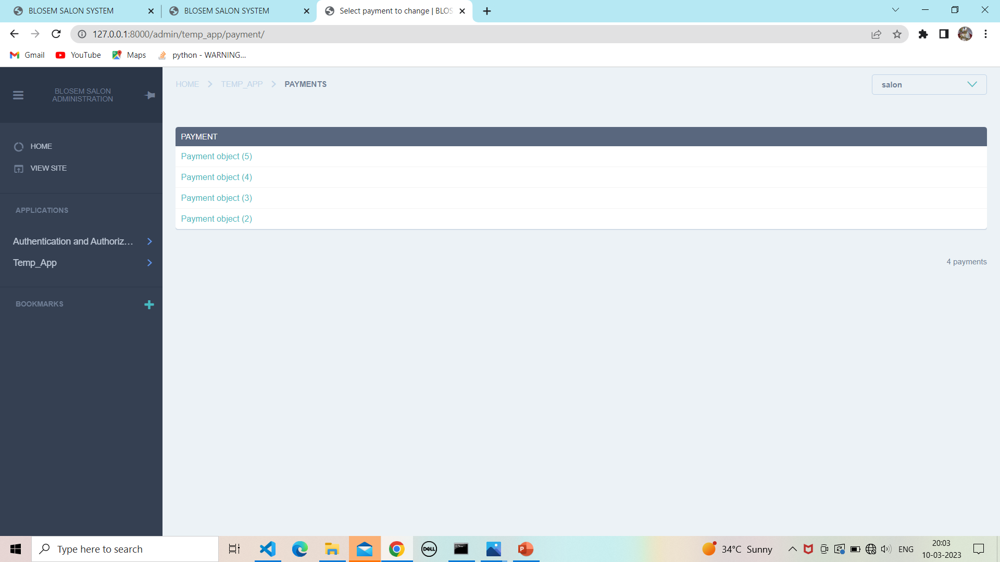 BLOSEM SALON SYSTEM
BLOSEM SALON SYSTEM
Select payment to change | BLOS
127.0.0.1:8000/admin/temp_app/payment/
Gmail
YouTube
Maps
python - WARNING...
BLOSEM SALON
ADMINISTRATION
HOME
VIEW SITE
APPLICATIONS
Authentication and Authoriz...
Temp_App
BOOKMARKS
HOME
TEMP_APP
PAYMENTS
salon
PAYMENT
Payment object (5)
Payment object (4)
Payment object (3)
Payment object (2)
4 payments
Type here to search
DELL
P
34°C Sunny
ENG
20:03
10-03-2023